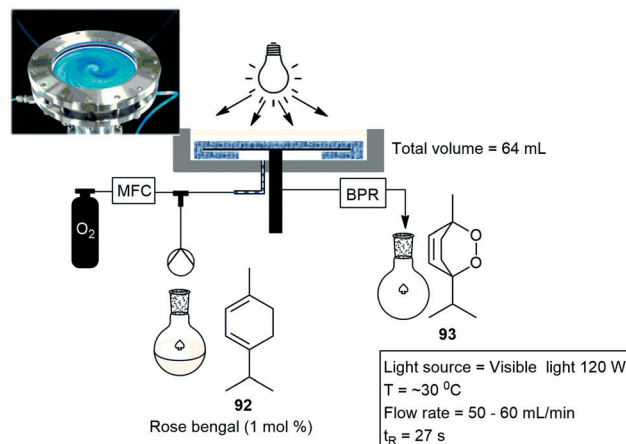 Total volume = 64 mL
MFC
BPR
O2
O
O
93
92
Rose bengal (1 mol %)
Light source = Visible light 120 W
T = ~30 ⁰C
Flow rate = 50 - 60 mL/min
tR = 27 s